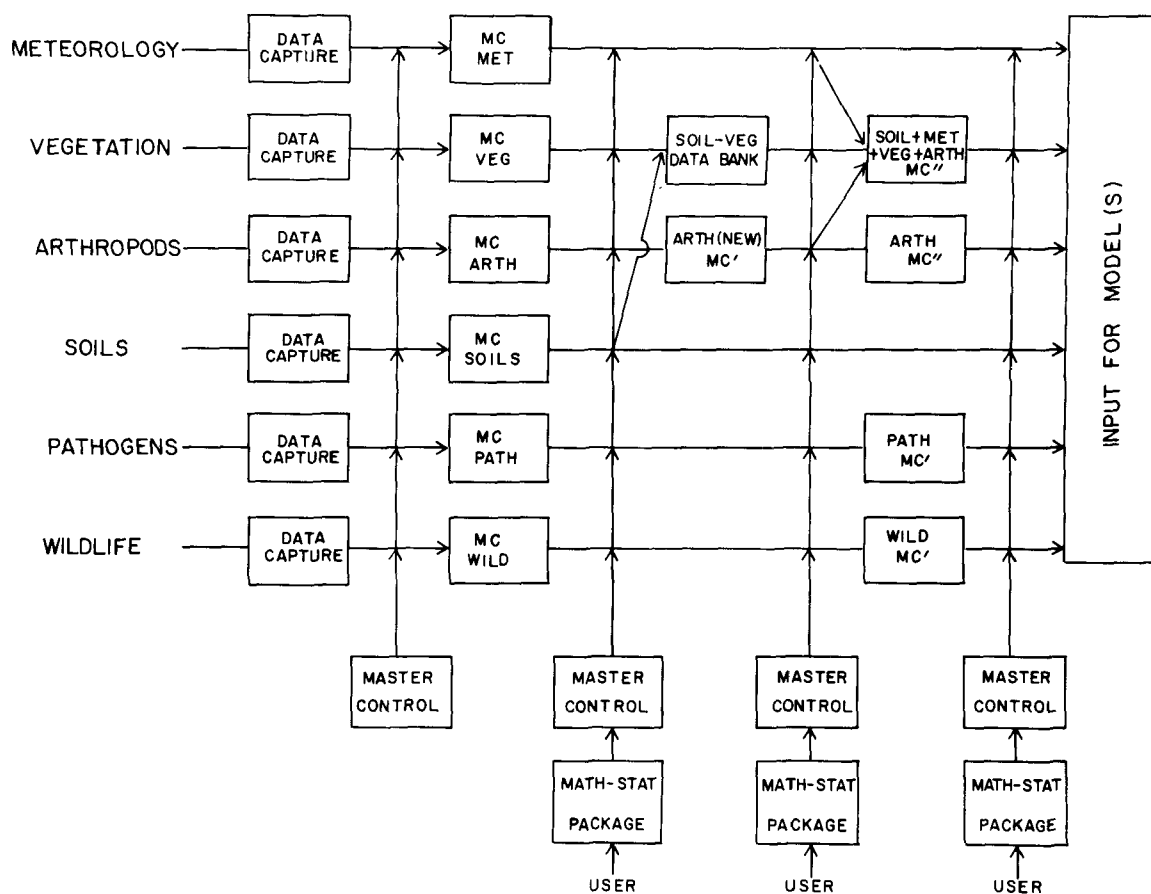 METEOROLOGY
DATA
CAPTURE
MC
MET
VEGETATION
DATA
CAPTURE
MC
VEG
SOIL-VEG
DATA BANK
SOIL+MET
+VEG+ARTH
MC″
ARTHROPODS
DATA
CAPTURE
MC
ARTH
ARTH(NEW)
MC′
ARTH
MC″
SOILS
DATA
CAPTURE
MC
SOILS
PATHOGENS
DATA
CAPTURE
MC
PATH
PATH
MC′
WILDLIFE
DATA
CAPTURE
MC
WILD
WILD
MC′
INPUT FOR MODEL(S)
MASTER
CONTROL
MASTER
CONTROL
MASTER
CONTROL
MASTER
CONTROL
MATH-STAT
PACKAGE
MATH-STAT
PACKAGE
MATH-STAT
PACKAGE
USER
USER
USER